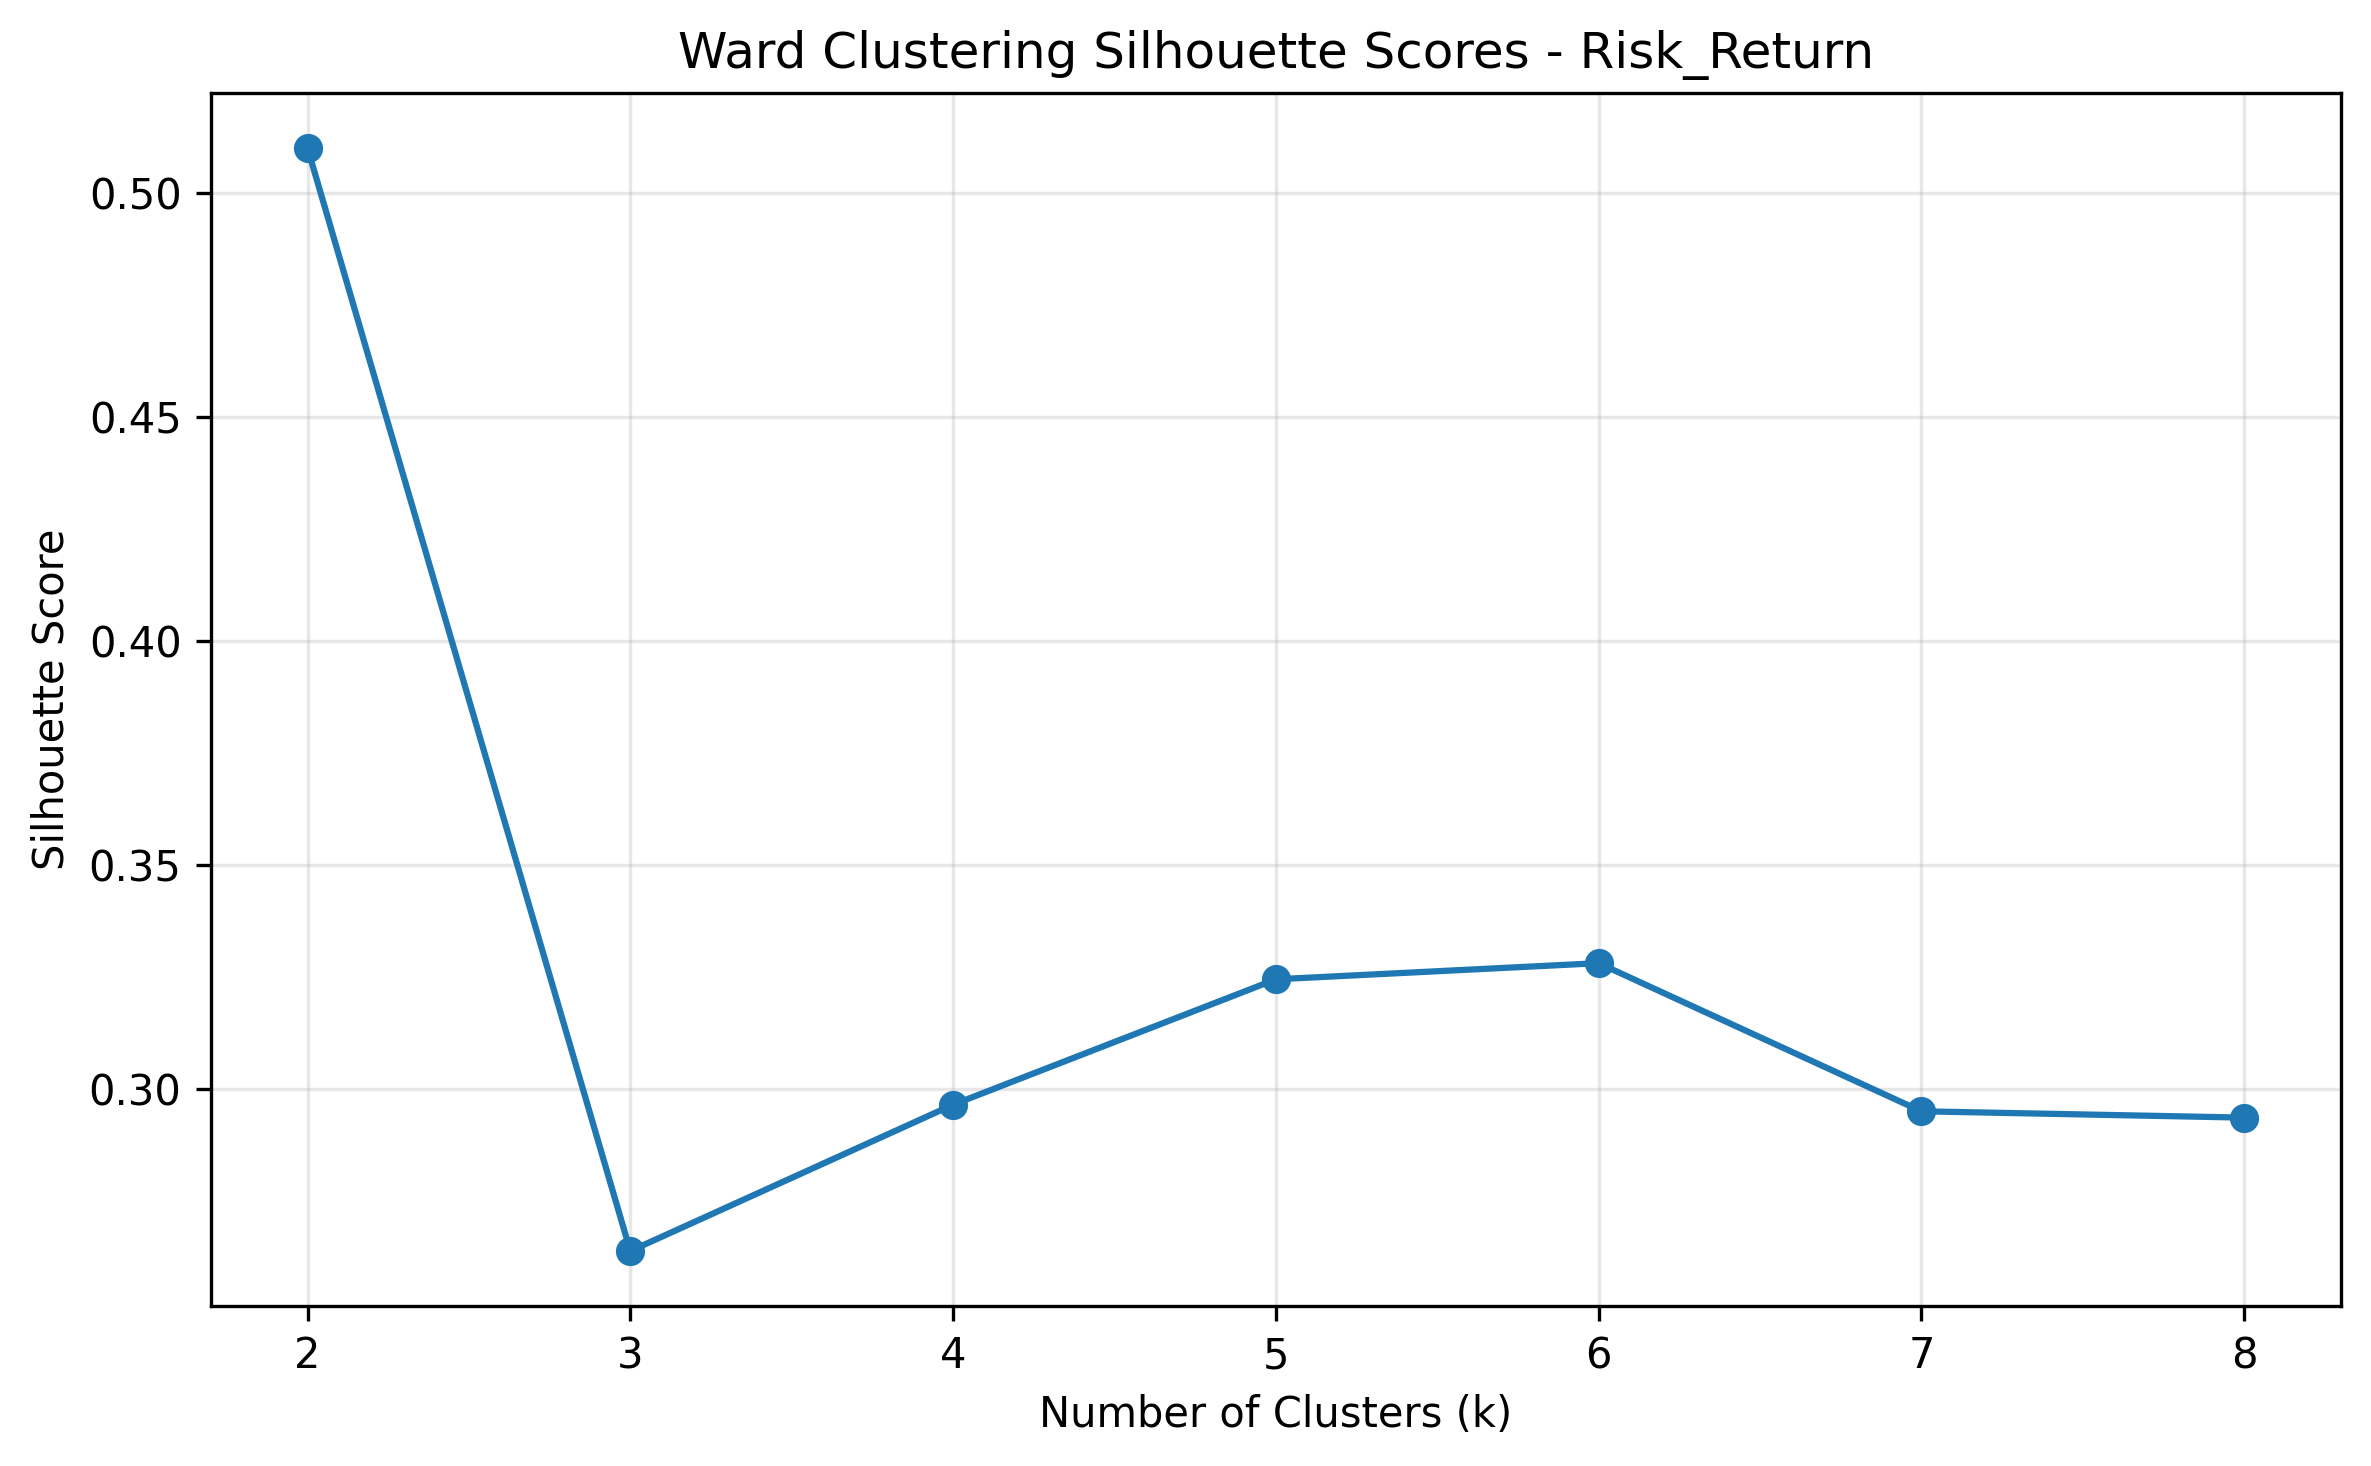 Ward Clustering Silhouette Scores - Risk_Return
Silhouette Score
0.50
0.45
0.40
0.35
0.30
2 3 4 5 6 7 8
Number of Clusters (k)